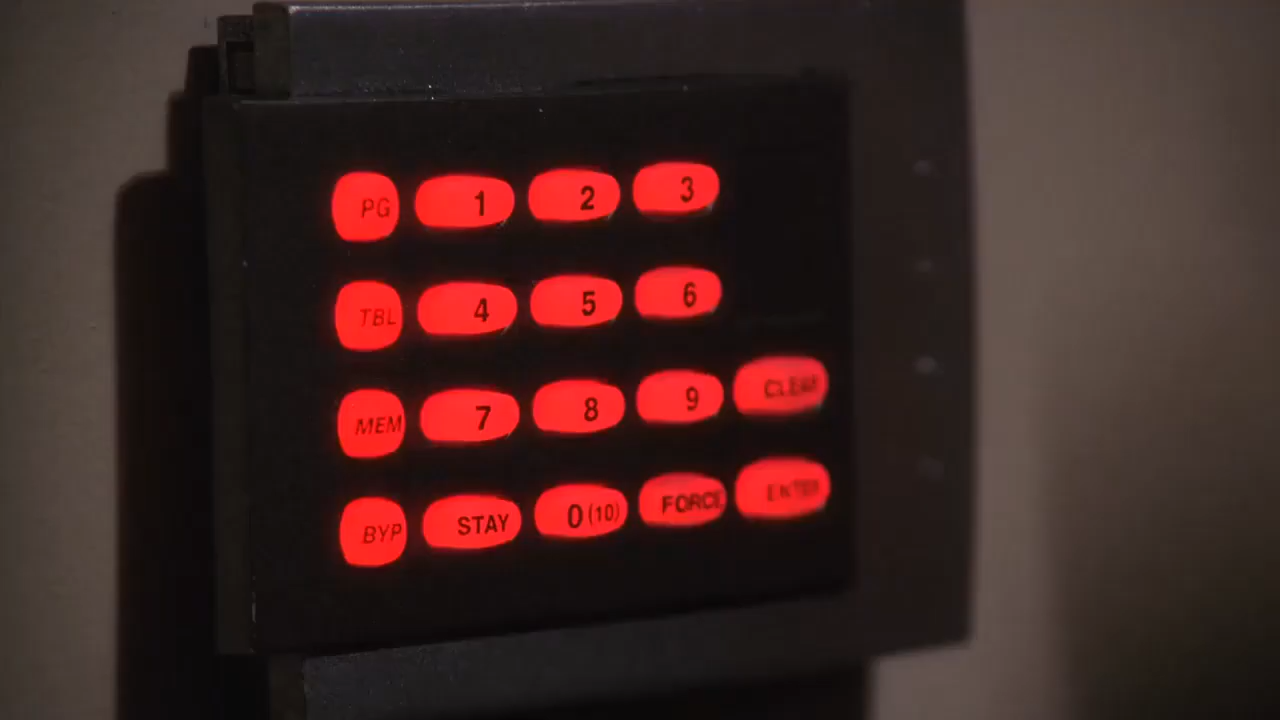 PG 1 2 3
TBL 4 5 6
MEM 7 8 9 CLEAR
BYP STAY 0(10) FORCE ENTER